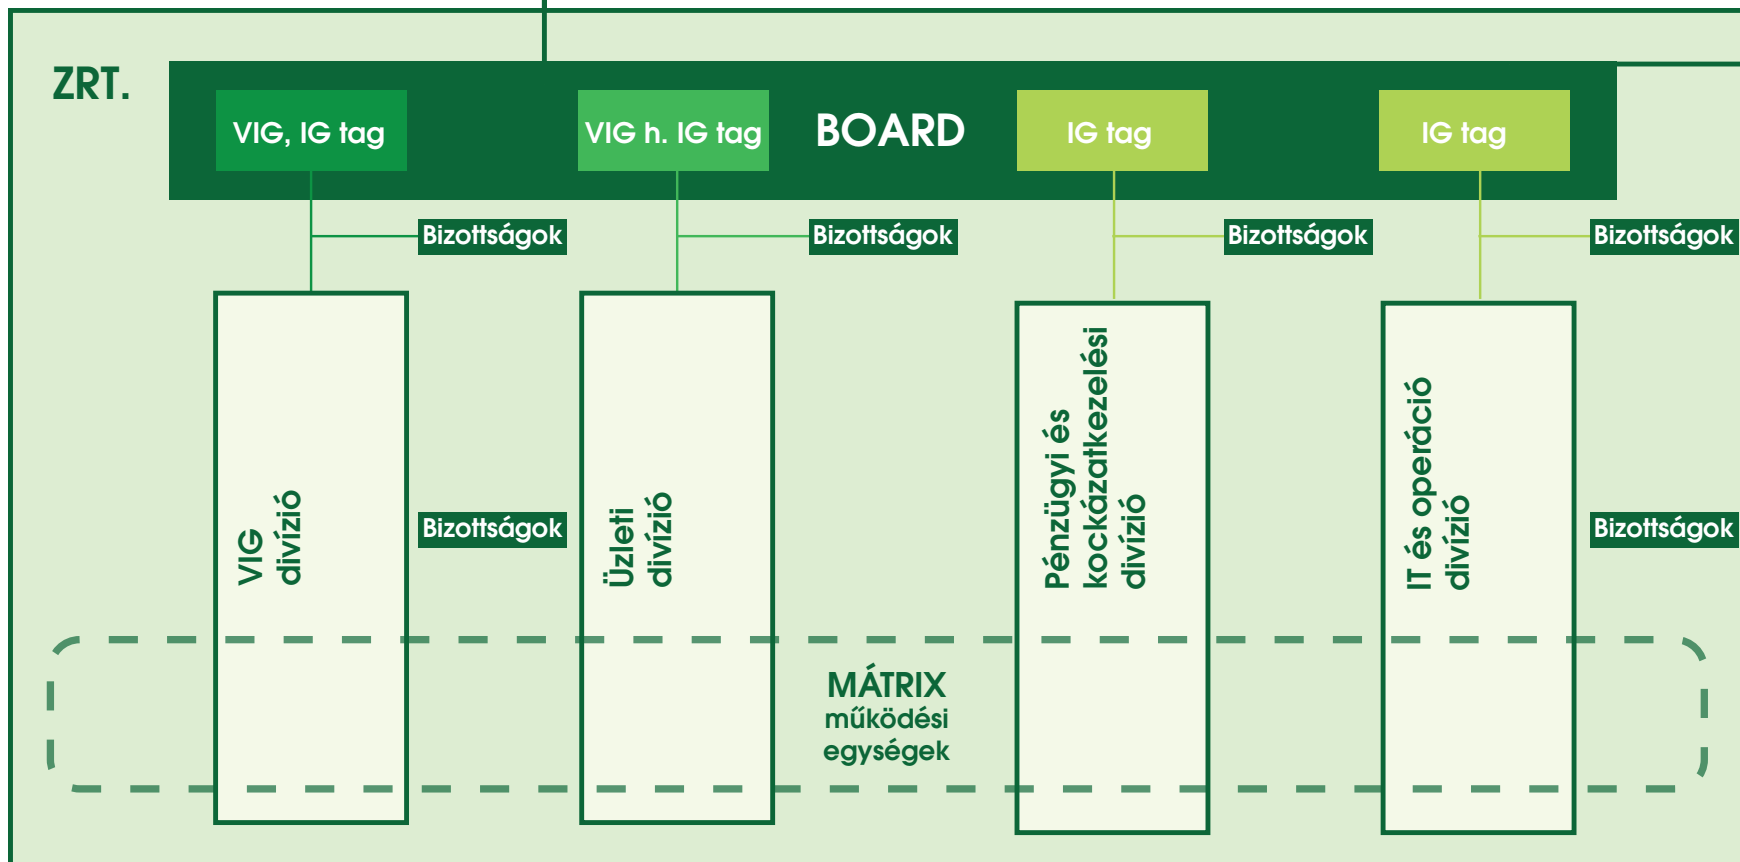 ZRT.
VIG, IG tag
VIG h. IG tag
BOARD
IG tag
IG tag
Bizottságok
Bizottságok
Bizottságok
Bizottságok
VIG
divízió
Bizottságok
Üzleti
divízió
Pénzügyi és
kockázatkezelési
divízió
IT és operáció
divízió
Bizottságok
MÁTRIX
működési
egységek